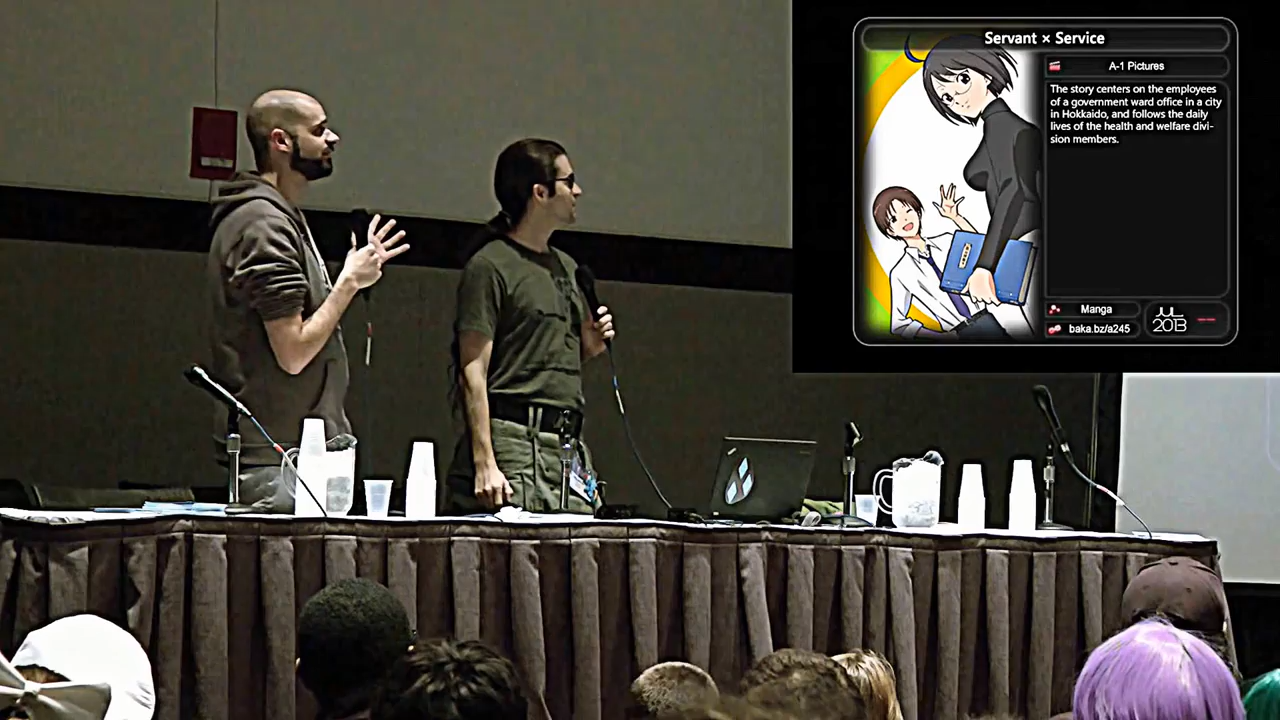 Servant × Service
A-1 Pictures
The story centers on the employees
of a government ward office in a city
in Hokkaido, and follows the daily
lives of the health and welfare divi-
sion members.
Manga
baka.bz/a245
JUL
2013